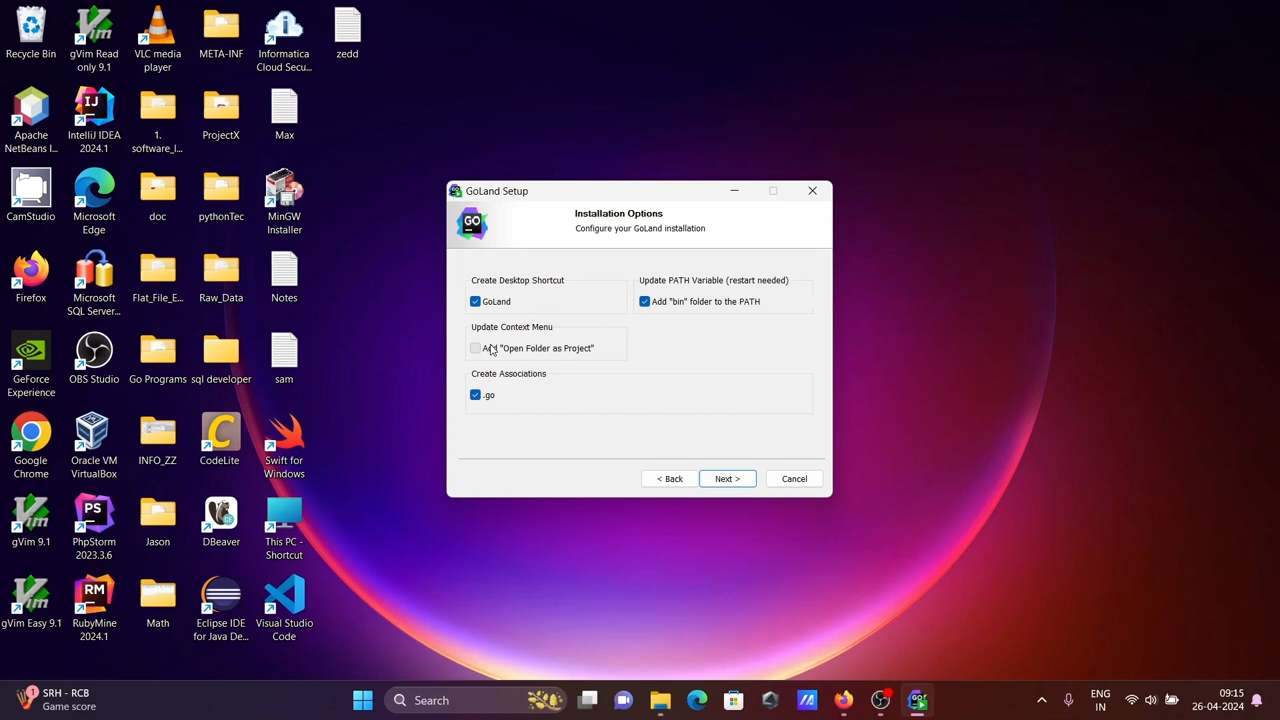 Recycle Bin
gVim Read
only 9.1
VLC media
player
META-INF
Informatica
Cloud Secu...
zedd
Apache
NetBeans I...
IntelliJ IDEA
2024.1
1.
software_I...
ProjectX
Max
CamStudio
Microsoft
Edge
doc
pythonTec
MinGW
Installer
Firefox
Microsoft
SQL Server...
Flat_File_E...
Raw_Data
Notes
GeForce
Experience
OBS Studio
Go Programs
sql developer
sam
Google
Chrome
Oracle VM
VirtualBox
INFO_ZZ
CodeLite
Swift for
Windows
gVim 9.1
PhpStorm
2023.3.6
Jason
DBeaver
This PC -
Shortcut
gVim Easy 9.1
RubyMine
2024.1
Math
Eclipse IDE
for Java De...
Visual Studio
Code
GoLand Setup
GO
Installation Options
Configure your GoLand installation
Create Desktop Shortcut
GoLand
Update PATH Variable (restart needed)
Add "bin" folder to the PATH
Update Context Menu
"Open Folder as Project"
Create Associations
.go
< Back
Next >
Cancel
1
SRH - RCB
Game score
Search
ENG
IN
09:15
26-04-2024